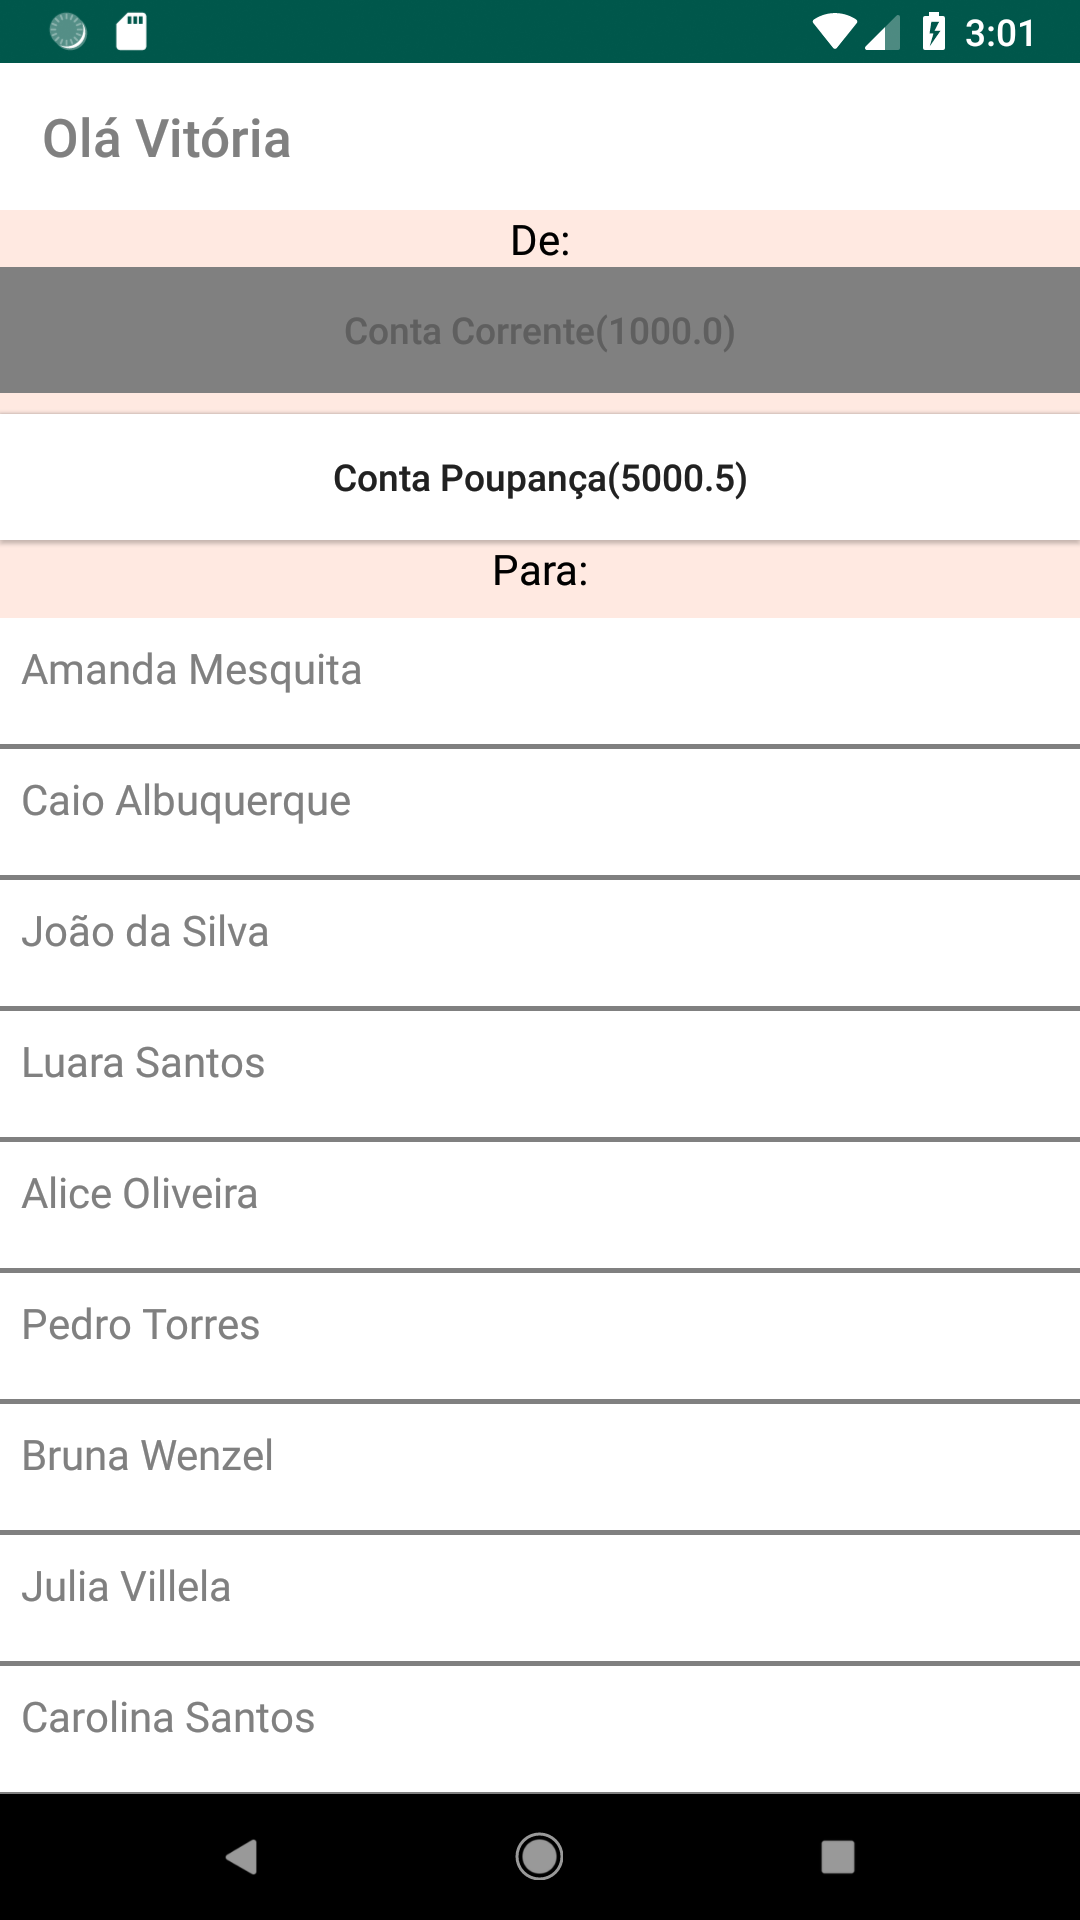 3:01
Olá Vitória
De:
Conta Corrente(1000.0)
Conta Poupança(5000.5)
Para:
Amanda Mesquita
Caio Albuquerque
João da Silva
Luara Santos
Alice Oliveira
Pedro Torres
Bruna Wenzel
Julia Villela
Carolina Santos